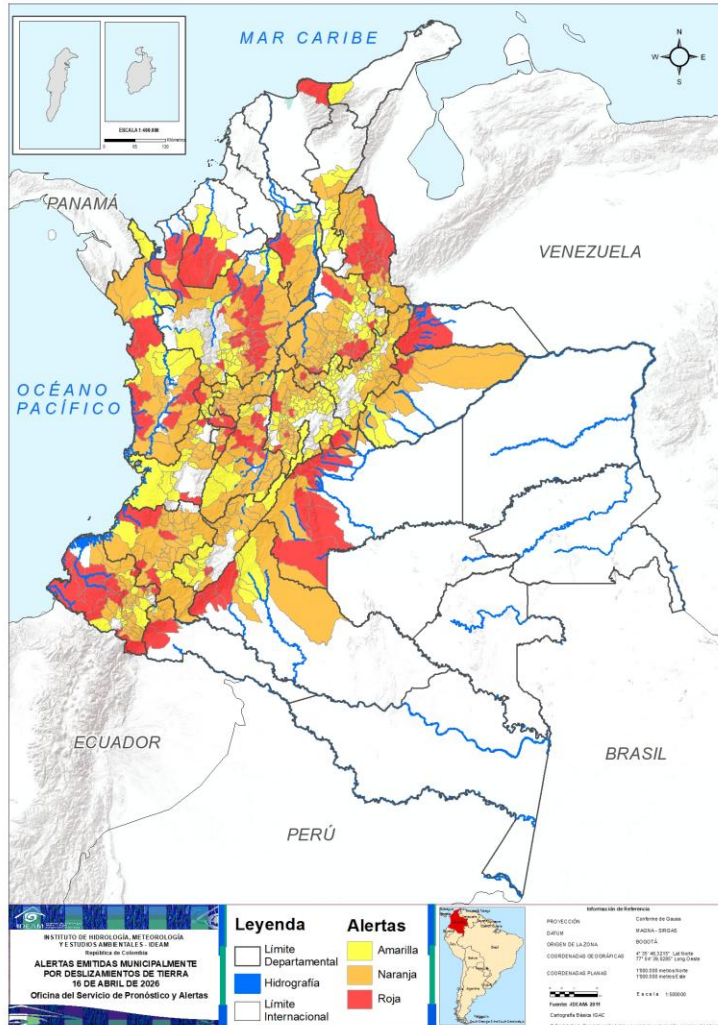 MAR CARIBE
N
W
E
S
ESCALA 1:400.000
PANAMÁ
VENEZUELA
OCÉANO
PACÍFICO
ECUADOR
BRASIL
PERÚ
IDEAM
INSTITUTO DE HIDROLOGÍA, METEOROLOGÍA
Y ESTUDIOS AMBIENTALES - IDEAM
República de Colombia
ALERTAS EMITIDAS MUNICIPALMENTE
POR DESLIZAMIENTOS DE TIERRA
16 DE ABRIL DE 2026
Oficina del Servicio de Pronóstico y Alertas
Leyenda
Límite
Departamental
Hidrografía
Límite
Internacional
Alertas
Amarilla
Naranja
Roja
Información de Referencia
PROYECCIÓN
DATUM
MAGNA - SIRGAS
ORIGEN DE LA ZONA
BOGOTÁ
COORDENADAS GEOGRÁFICAS
COORDENADAS PLANAS
Cartografía Básica IGAC